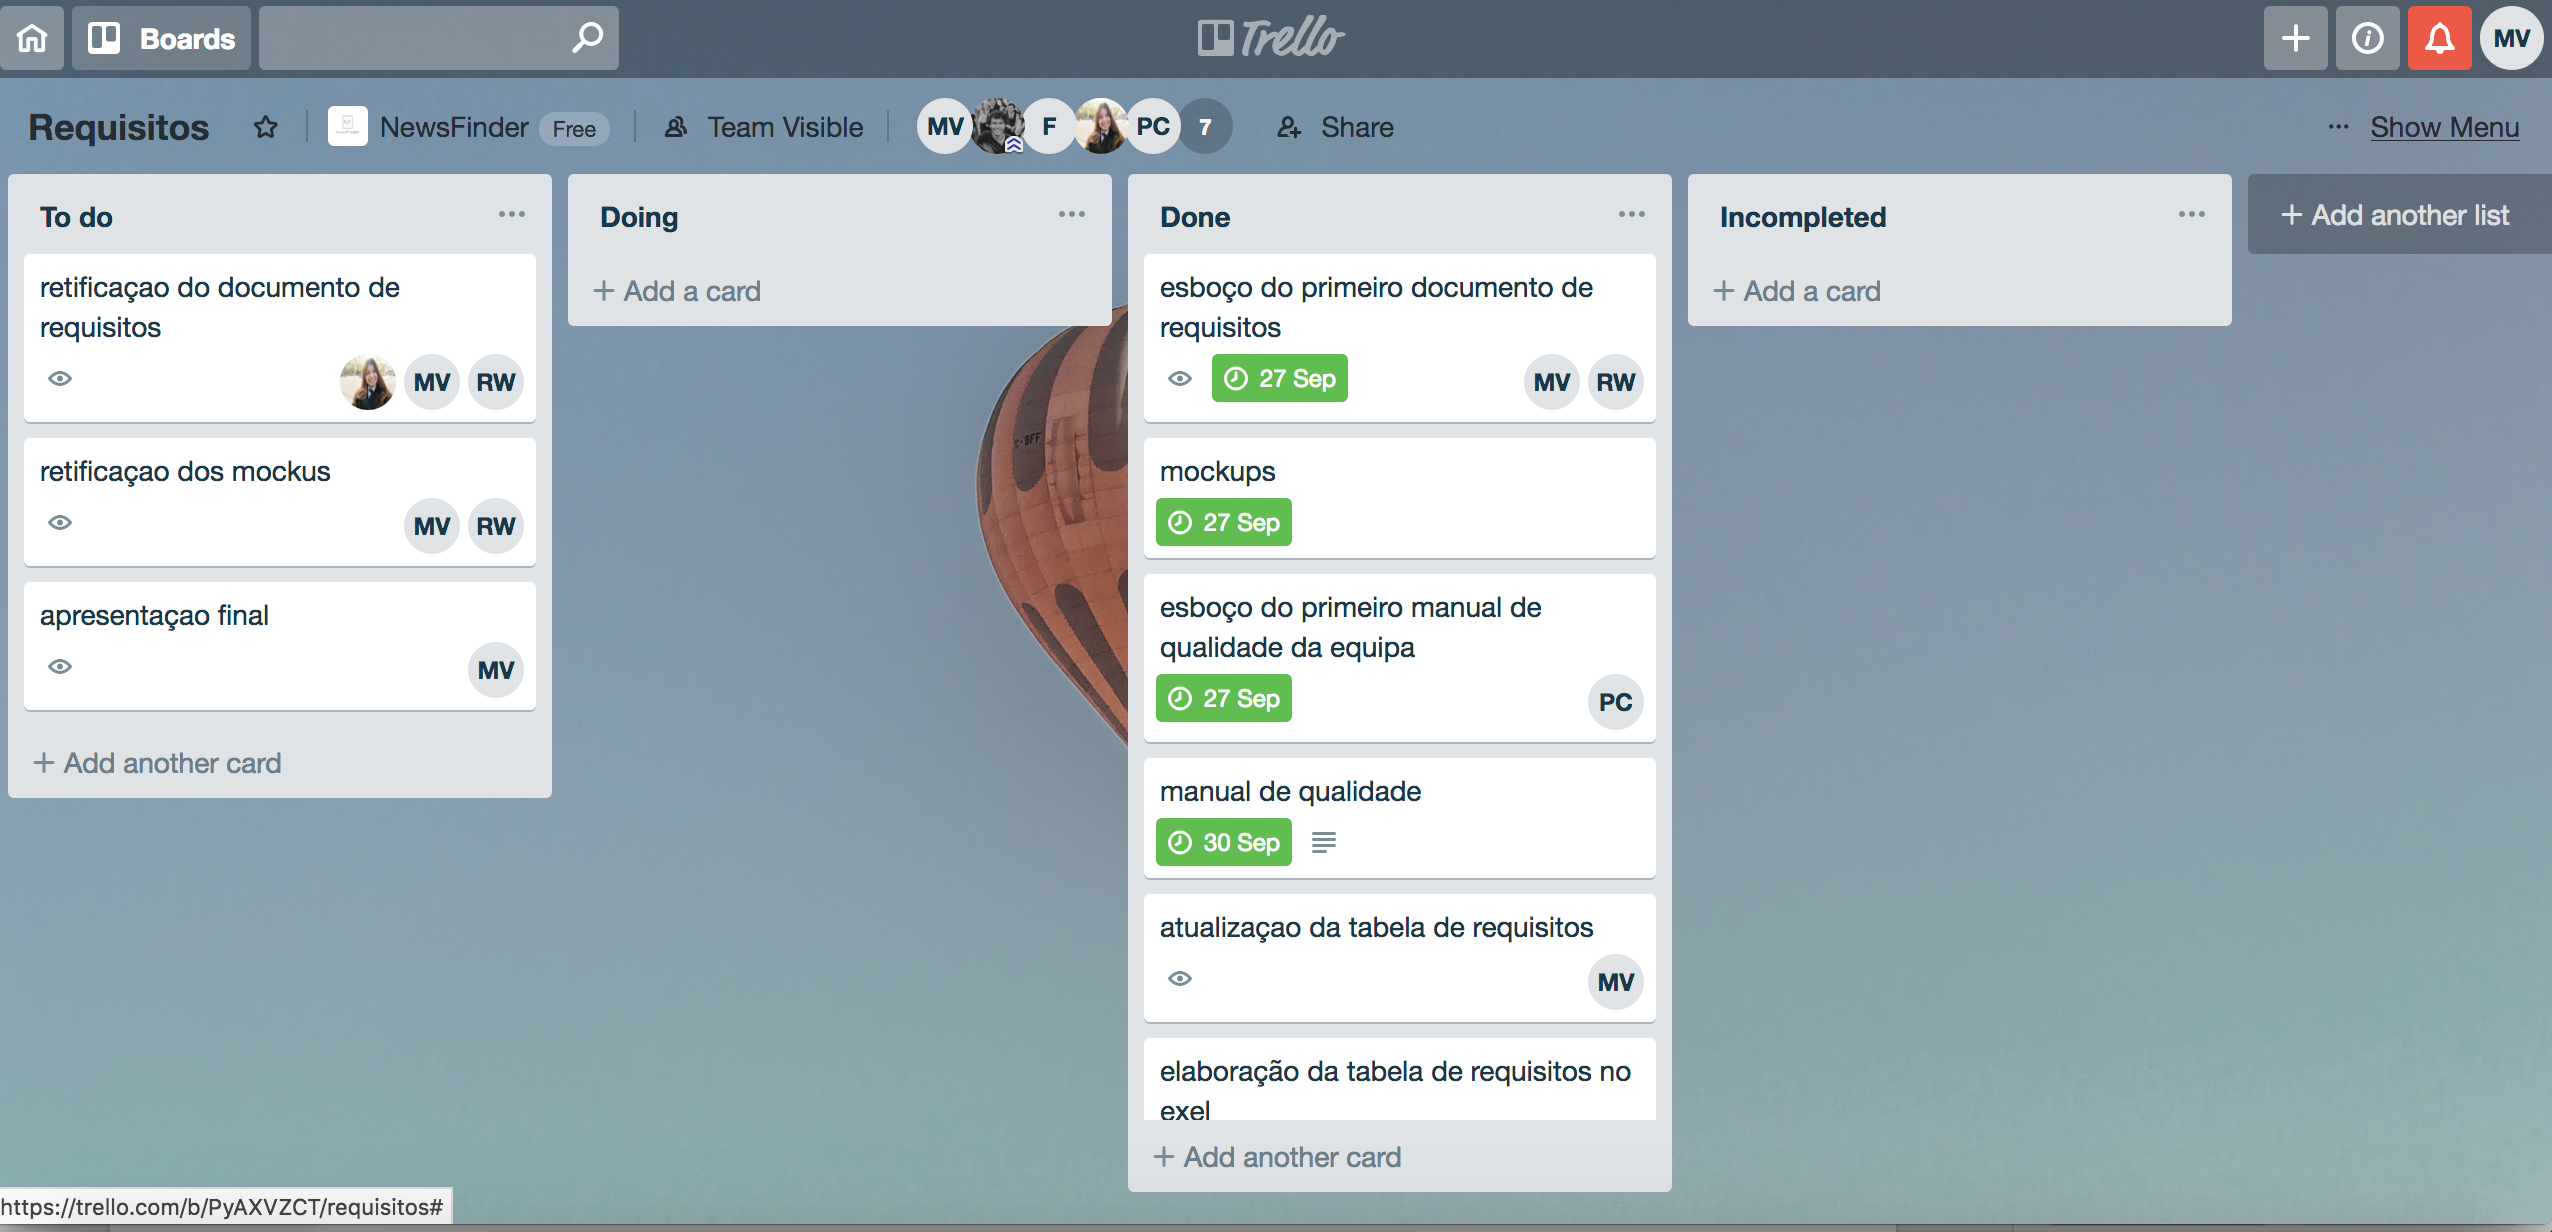 Boards
Trello
MV
Requisitos
NewsFinder Free
Team Visible
MV F PC 7
Share
Show Menu
To do
retificaçao do documento de
requisitos
MV RW
retificaçao dos mockus
MV RW
apresentaçao final
MV
+ Add another card
Doing
+ Add a card
Done
esboço do primeiro documento de
requisitos
27 Sep MV RW
mockups
27 Sep
esboço do primeiro manual de
qualidade da equipa
27 Sep PC
manual de qualidade
30 Sep
atualizaçao da tabela de requisitos
MV
elaboração da tabela de requisitos no
exel
+ Add another card
Incompleted
+ Add a card
+ Add another list
https://trello.com/b/PyAXVZCT/requisitos#